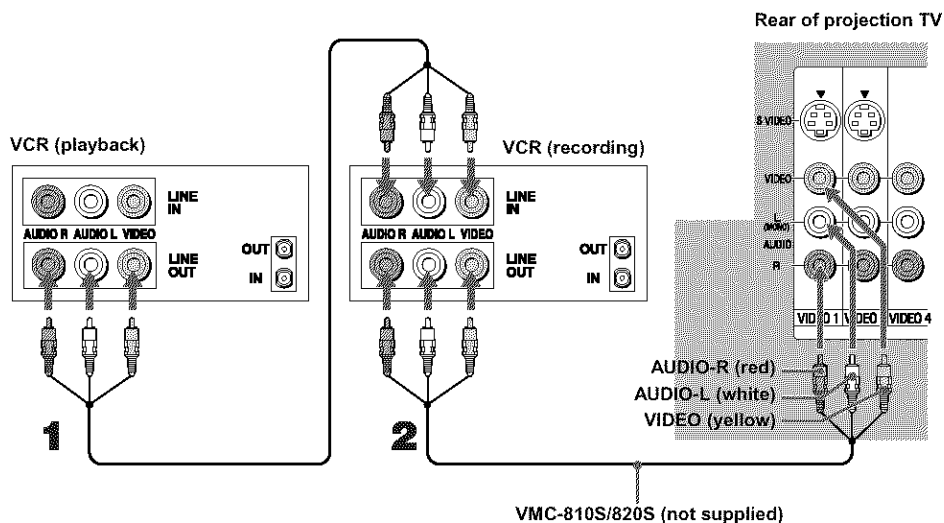 Rear of projection TV
S VIDEO
VIDEO
L
(MONO)
AUDIO
R
VIDEO 1 VIDEO VIDEO 4
VCR (playback)
LINE
IN
AUDIO R AUDIO L VIDEO
LINE
OUT
OUT
IN
VCR (recording)
LINE
IN
AUDIO R AUDIO L VIDEO
LINE
OUT
OUT
IN
AUDIO-R (red)
AUDIO-L (white)
VIDEO (yellow)
1
2
VMC-810S/820S (not supplied)